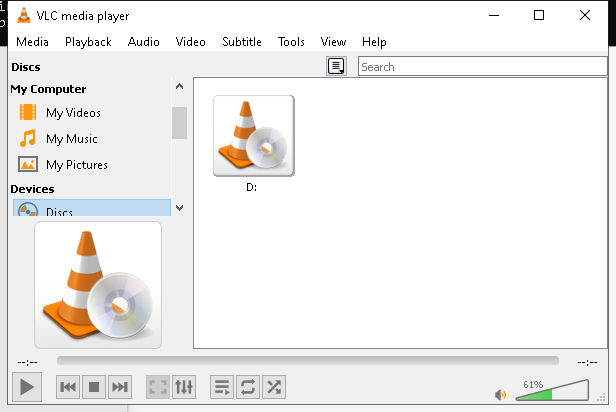 VLC media player
Media Playback Audio Video Subtitle Tools View Help
Discs
Search
My Computer
My Videos
My Music
My Pictures
Devices
Discs
D:
--:--
--:--
61%